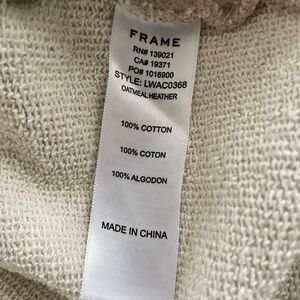 FRAME
RN# 139021
CA# 19371
PO# 1016900
STYLE: LWAC0368
OATMEAL HEATHER
100% COTTON
100% COTON
100% ALGODON
MADE IN CHINA